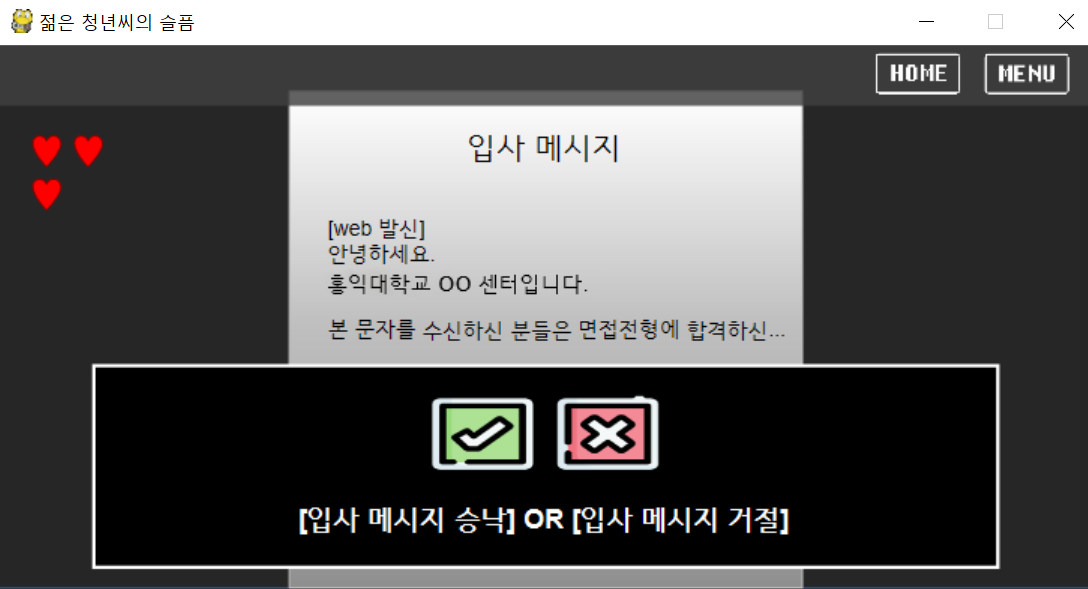 젊은 청년씨의 슬픔
HOME MENU
입사 메시지
[web 발신]
안녕하세요.
홍익대학교 OO 센터입니다.
본 문자를 수신하신 분들은 면접전형에 합격하신...
[입사 메시지 승낙] OR [입사 메시지 거절]